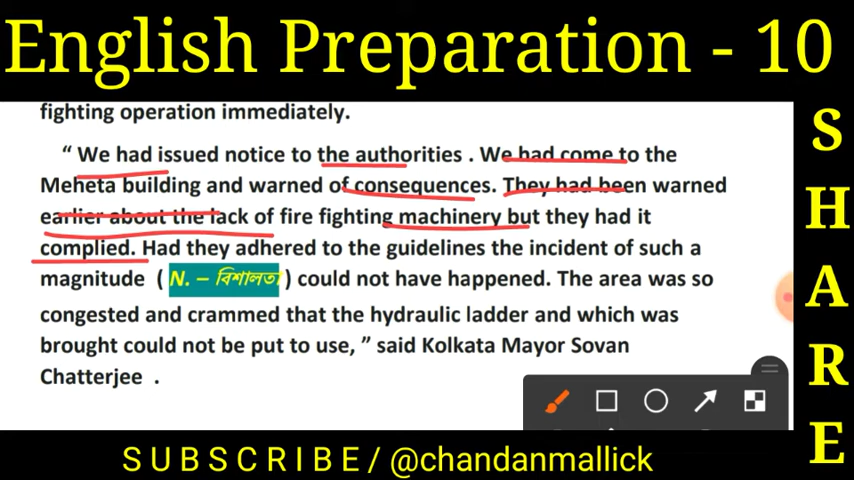 English Preparation - 10
fighting operation immediately.
“ We had issued notice to the authorities . We had come to the
Meheta building and warned of consequences. They had been warned
earlier about the lack of fire fighting machinery but they had it
complied. Had they adhered to the guidelines the incident of such a
magnitude ( N. – বিশালতা ) could not have happened. The area was so
congested and crammed that the hydraulic ladder and which was
brought could not be put to use, ” said Kolkata Mayor Sovan
Chatterjee .
SHARE
SUBSCRIBE/ @chandanmallick